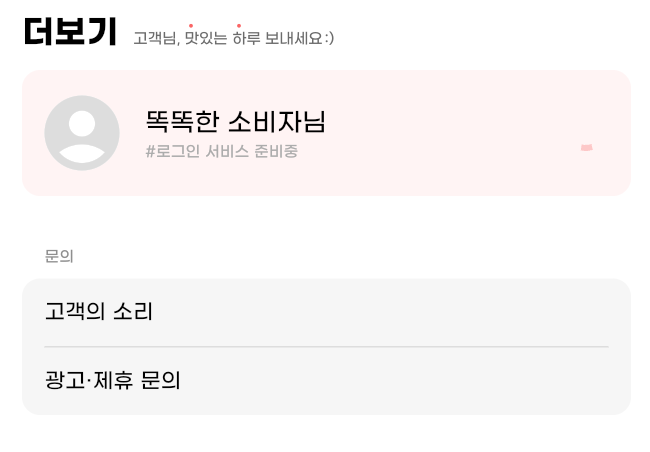 더보기 고객님, 맛있는 하루 보내세요:)
똑똑한 소비자님
#로그인 서비스 준비중
문의
고객의 소리
광고·제휴 문의